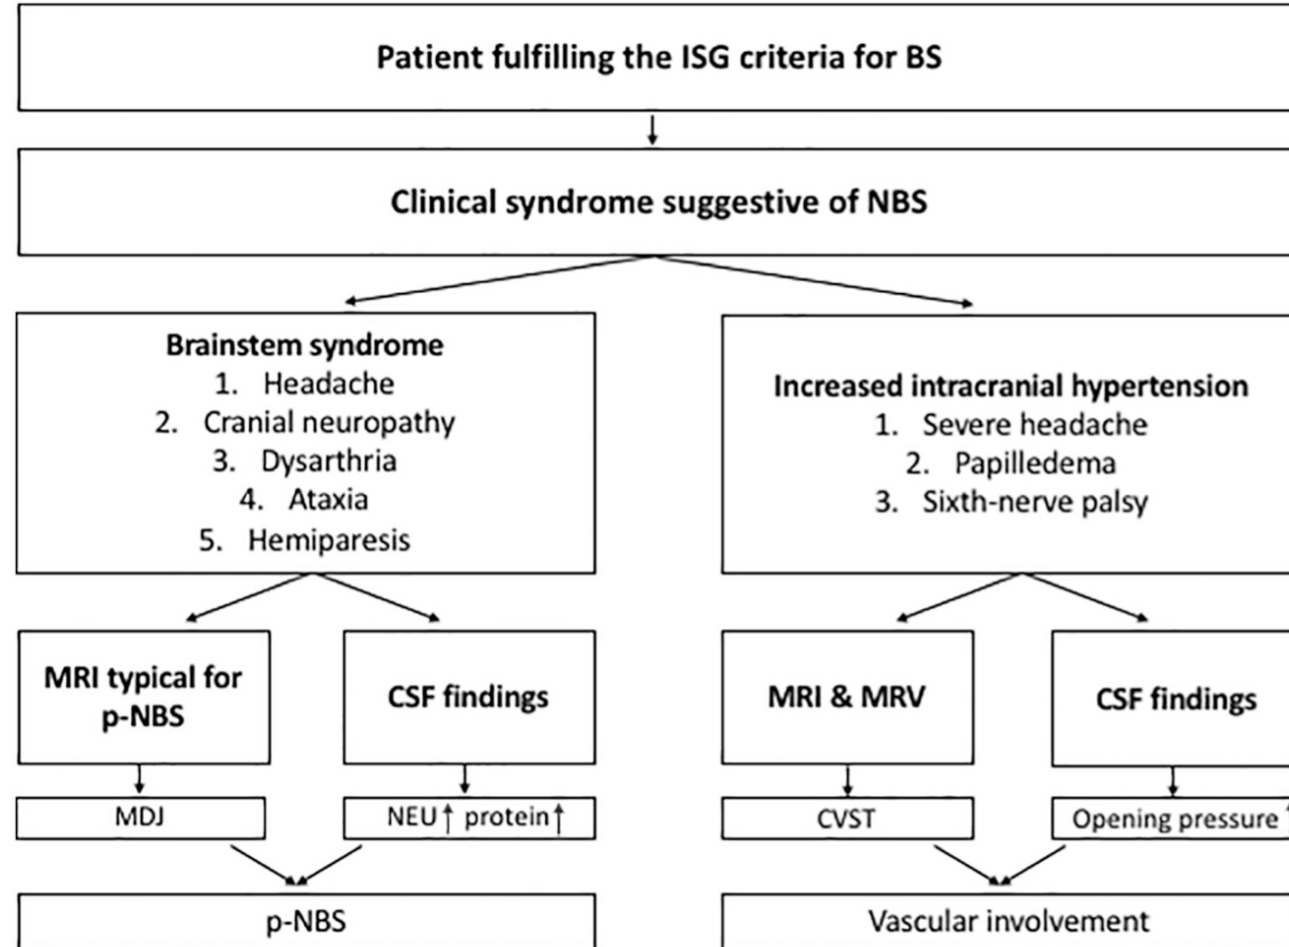 Patient fulfilling the ISG criteria for BS
Clinical syndrome suggestive of NBS
Brainstem syndrome
1. Headache
2. Cranial neuropathy
3. Dysarthria
4. Ataxia
5. Hemiparesis
Increased intracranial hypertension
1. Severe headache
2. Papilledema
3. Sixth-nerve palsy
MRI typical for
p-NBS
CSF findings
MRI & MRV
CSF findings
MDJ
NEU↑ protein↑
CVST
Opening pressure ↑
p-NBS
Vascular involvement